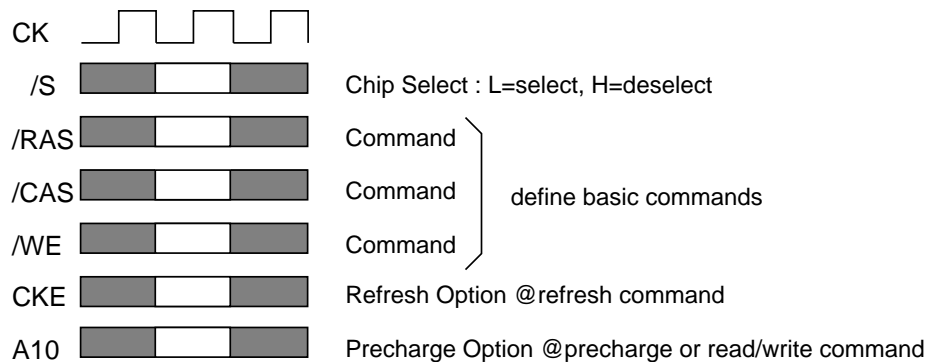 CK
/S Chip Select : L=select, H=deselect
/RAS Command
/CAS Command define basic commands
/WE Command
CKE Refresh Option @refresh command
A10 Precharge Option @precharge or read/write command